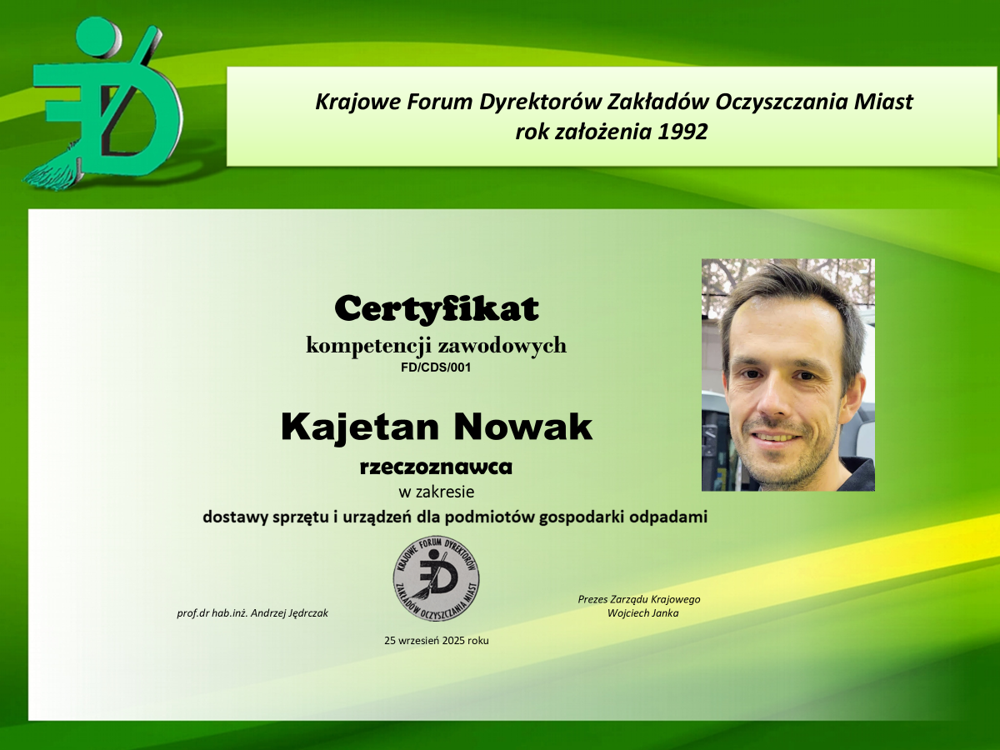 Krajowe Forum Dyrektorów Zakładów Oczyszczania Miast
rok założenia 1992
Certyfikat
kompetencji zawodowych
FD/CDS/001
Kajetan Nowak
rzeczoznawca
w zakresie
dostawy sprzętu i urządzeń dla podmiotów gospodarki odpadami
KRAJOWE FORUM DYREKTORÓW
ZAKŁADÓW OCZYSZCZANIA MIAST
prof.dr hab.inż. Andrzej Jędrczak
Prezes Zarządu Krajowego
Wojciech Janka
25 wrzesień 2025 roku